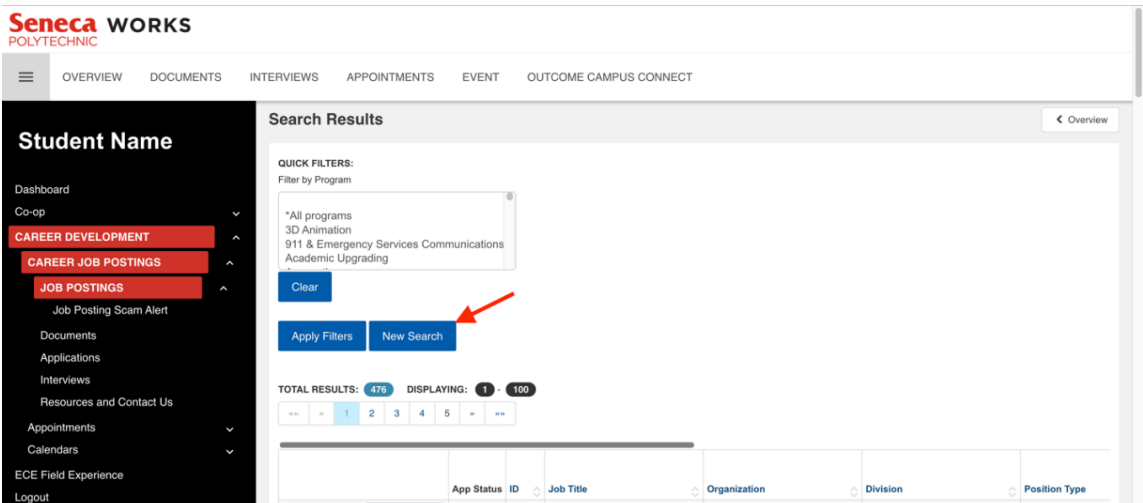 Seneca WORKS
POLYTECHNIC
OVERVIEW DOCUMENTS INTERVIEWS APPOINTMENTS EVENT OUTCOME CAMPUS CONNECT
Student Name
Dashboard
Co-op
CAREER DEVELOPMENT
CAREER JOB POSTINGS
JOB POSTINGS
Job Posting Scam Alert
Documents
Applications
Interviews
Resources and Contact Us
Appointments
Calendars
ECE Field Experience
Logout
Search Results
Overview
QUICK FILTERS:
Filter by Program
*All programs
3D Animation
911 & Emergency Services Communications
Academic Upgrading
Clear
Apply Filters New Search
TOTAL RESULTS: 476 DISPLAYING: 1 - 100
«« « 1 2 3 4 5 » »»
App Status ID Job Title Organization Division Position Type